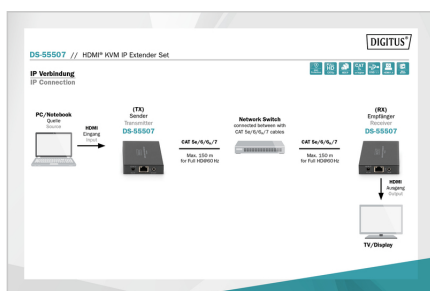 DIGITUS®
DS-55507 // HDMI® KVM IP Extender Set
IP Verbindung
IP Connection
PC/Notebook
Quelle
Source
HDMI
Eingang
Input
(TX)
Sender
Transmitter
DS-55507
CAT 5e/6/6A/7
Max. 150 m
for Full HD/60Hz
Network Switch
connected between with
CAT 5e/6/6A/7 cables
CAT 5e/6/6A/7
Max. 150 m
for Full HD/60Hz
(RX)
Empfänger
Receiver
DS-55507
HDMI
Ausgang
Output
TV/Display